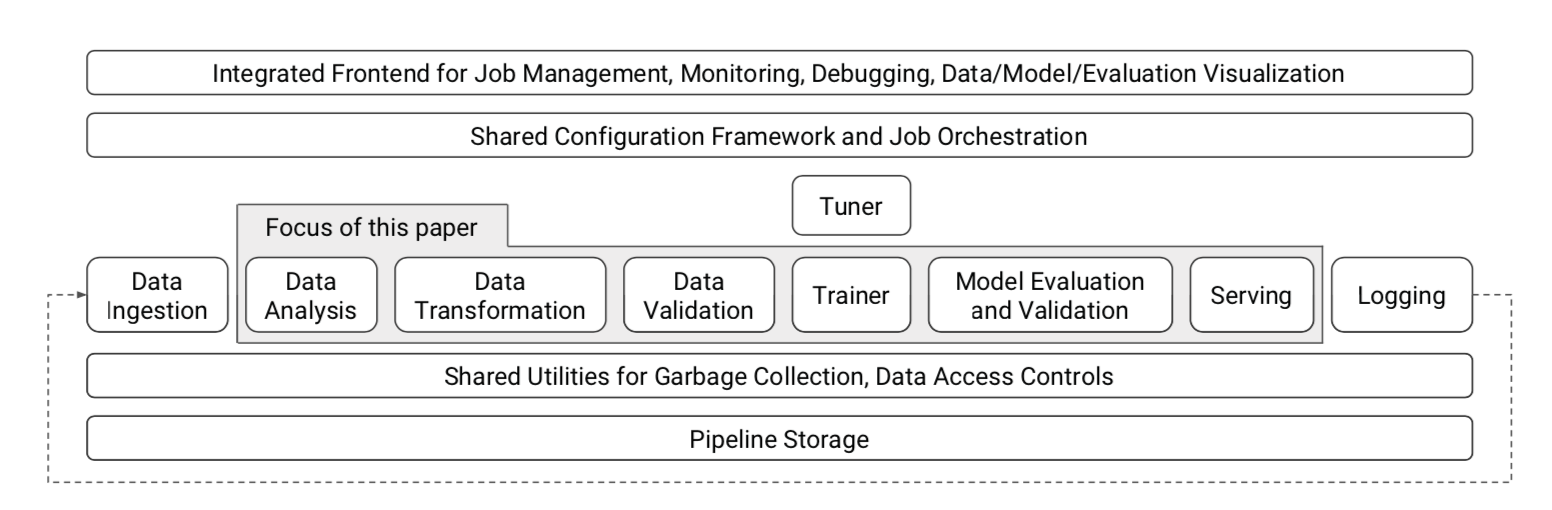 Integrated Frontend for Job Management, Monitoring, Debugging, Data/Model/Evaluation Visualization
Shared Configuration Framework and Job Orchestration
Tuner
Focus of this paper
Data
Ingestion
Data
Analysis
Data
Transformation
Data
Validation
Trainer
Model Evaluation
and Validation
Serving
Logging
Shared Utilities for Garbage Collection, Data Access Controls
Pipeline Storage